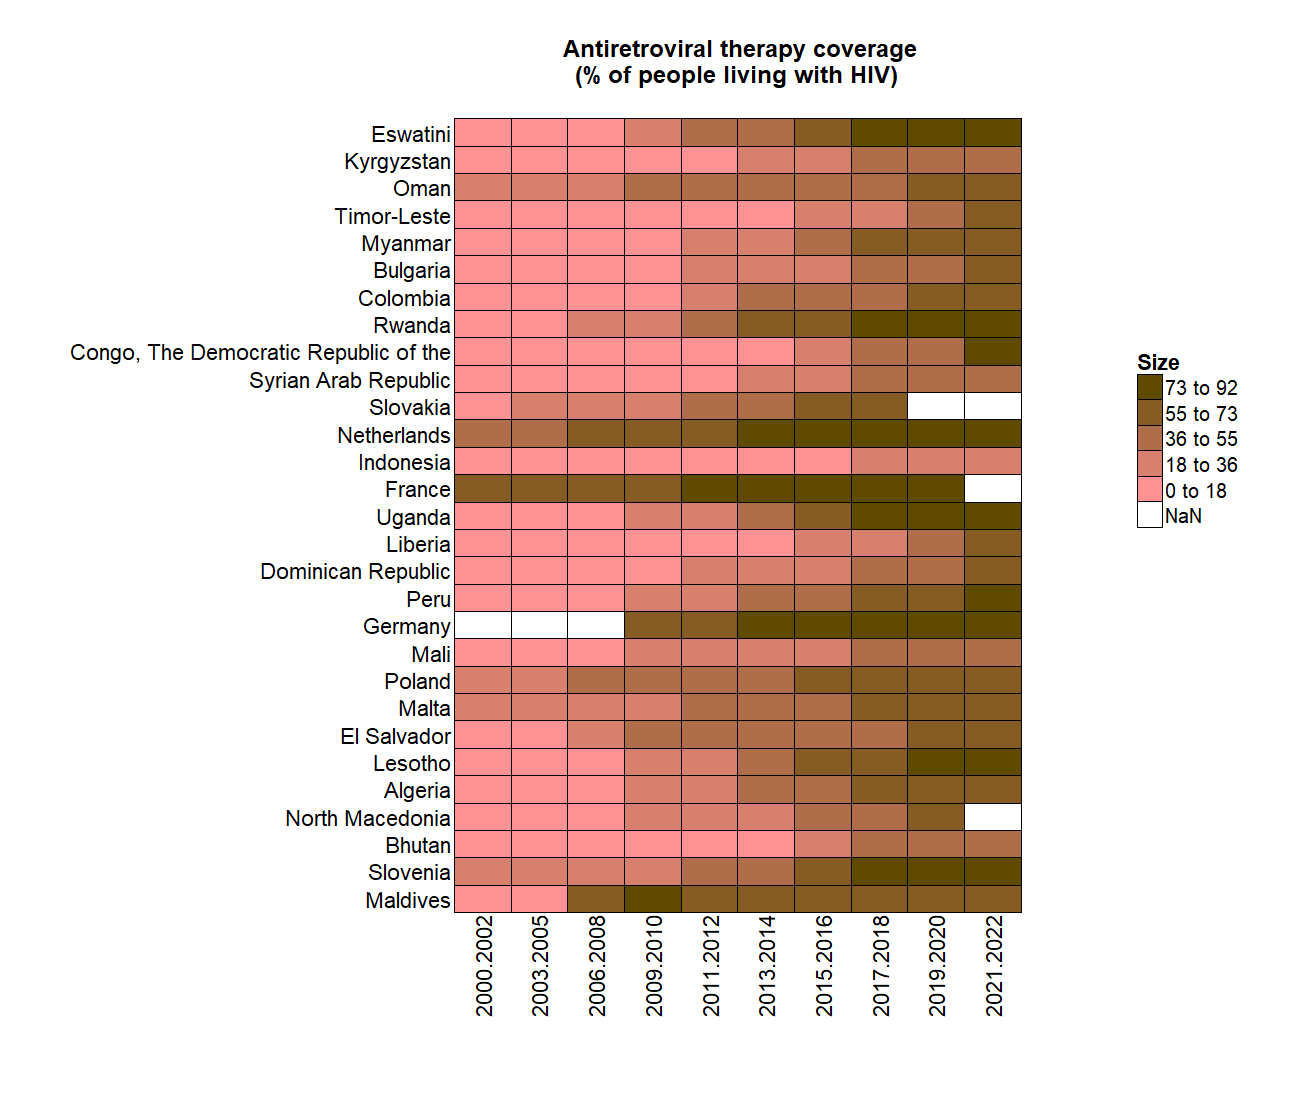 Antiretroviral therapy coverage
(% of people living with HIV)
Eswatini
Kyrgyzstan
Oman
Timor-Leste
Myanmar
Bulgaria
Colombia
Rwanda
Congo, The Democratic Republic of the
Syrian Arab Republic
Slovakia
Netherlands
Indonesia
France
Uganda
Liberia
Dominican Republic
Peru
Germany
Mali
Poland
Malta
El Salvador
Lesotho
Algeria
North Macedonia
Bhutan
Slovenia
Maldives
2000.2002
2003.2005
2006.2008
2009.2010
2011.2012
2013.2014
2015.2016
2017.2018
2019.2020
2021.2022
Size
73 to 92
55 to 73
36 to 55
18 to 36
0 to 18
NaN